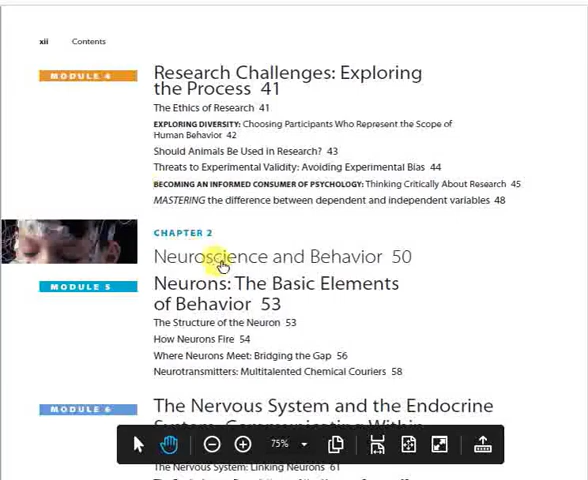 xii Contents
MODULE 4
Research Challenges: Exploring
the Process 41
The Ethics of Research 41
EXPLORING DIVERSITY: Choosing Participants Who Represent the Scope of
Human Behavior 42
Should Animals Be Used in Research? 43
Threats to Experimental Validity: Avoiding Experimental Bias 44
BECOMING AN INFORMED CONSUMER OF PSYCHOLOGY: Thinking Critically About Research 45
MASTERING the difference between dependent and independent variables 48
CHAPTER 2
Neuroscience and Behavior 50
MODULE 5
Neurons: The Basic Elements
of Behavior 53
The Structure of the Neuron 53
How Neurons Fire 54
Where Neurons Meet: Bridging the Gap 56
Neurotransmitters: Multitalented Chemical Couriers 58
MODULE 6
The Nervous System and the Endocrine
System: Communicating Within
75%
The Nervous System: Linking Neurons 61